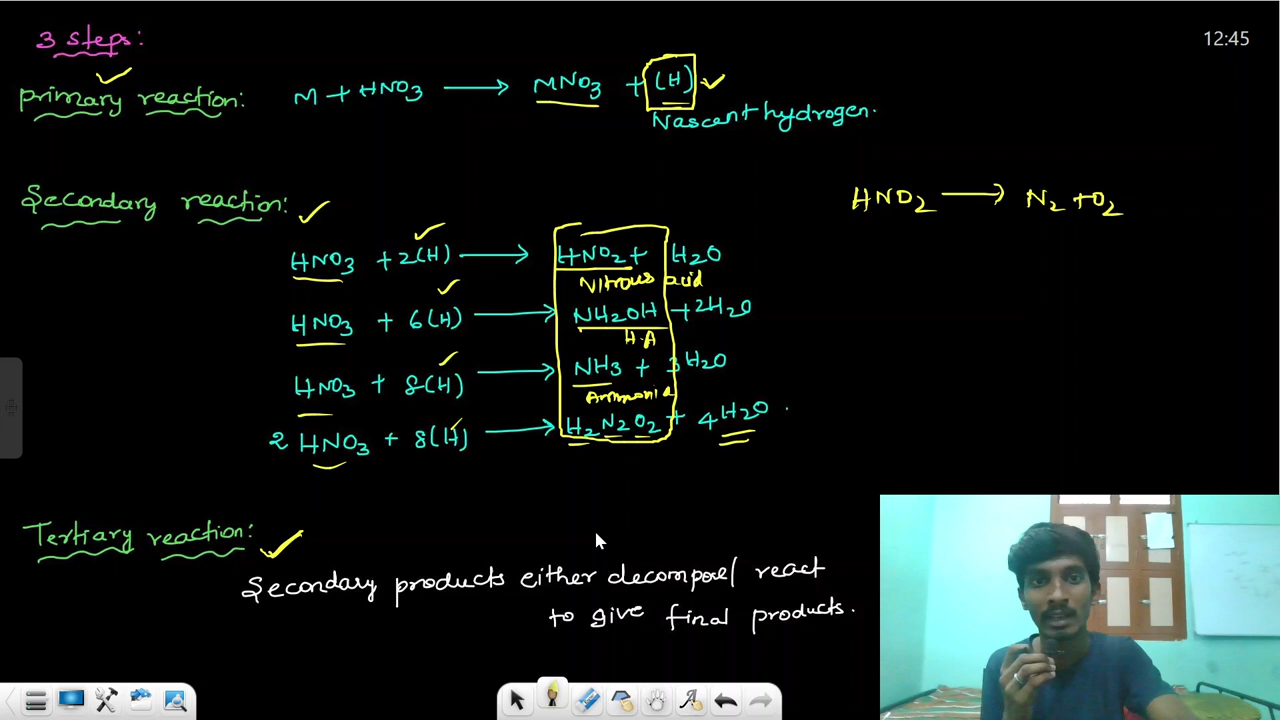 3 steps:
12:45
primary reaction: M + HNO3 → MNO3 + (H)
Nascent hydrogen.
Secondary reaction:
HNO2 → N2 + O2
HNO3 + 2(H) → HNO2 + H2O
Nitrous acid
HNO3 + 6(H) → NH2OH + 2H2O
H·A
HNO3 + 8(H) → NH3 + 3H2O
Ammonia
2 HNO3 + 8(H) → H2N2O2 + 4H2O.
Tertiary reaction:
Secondary products either decompose/ react
to give final products.